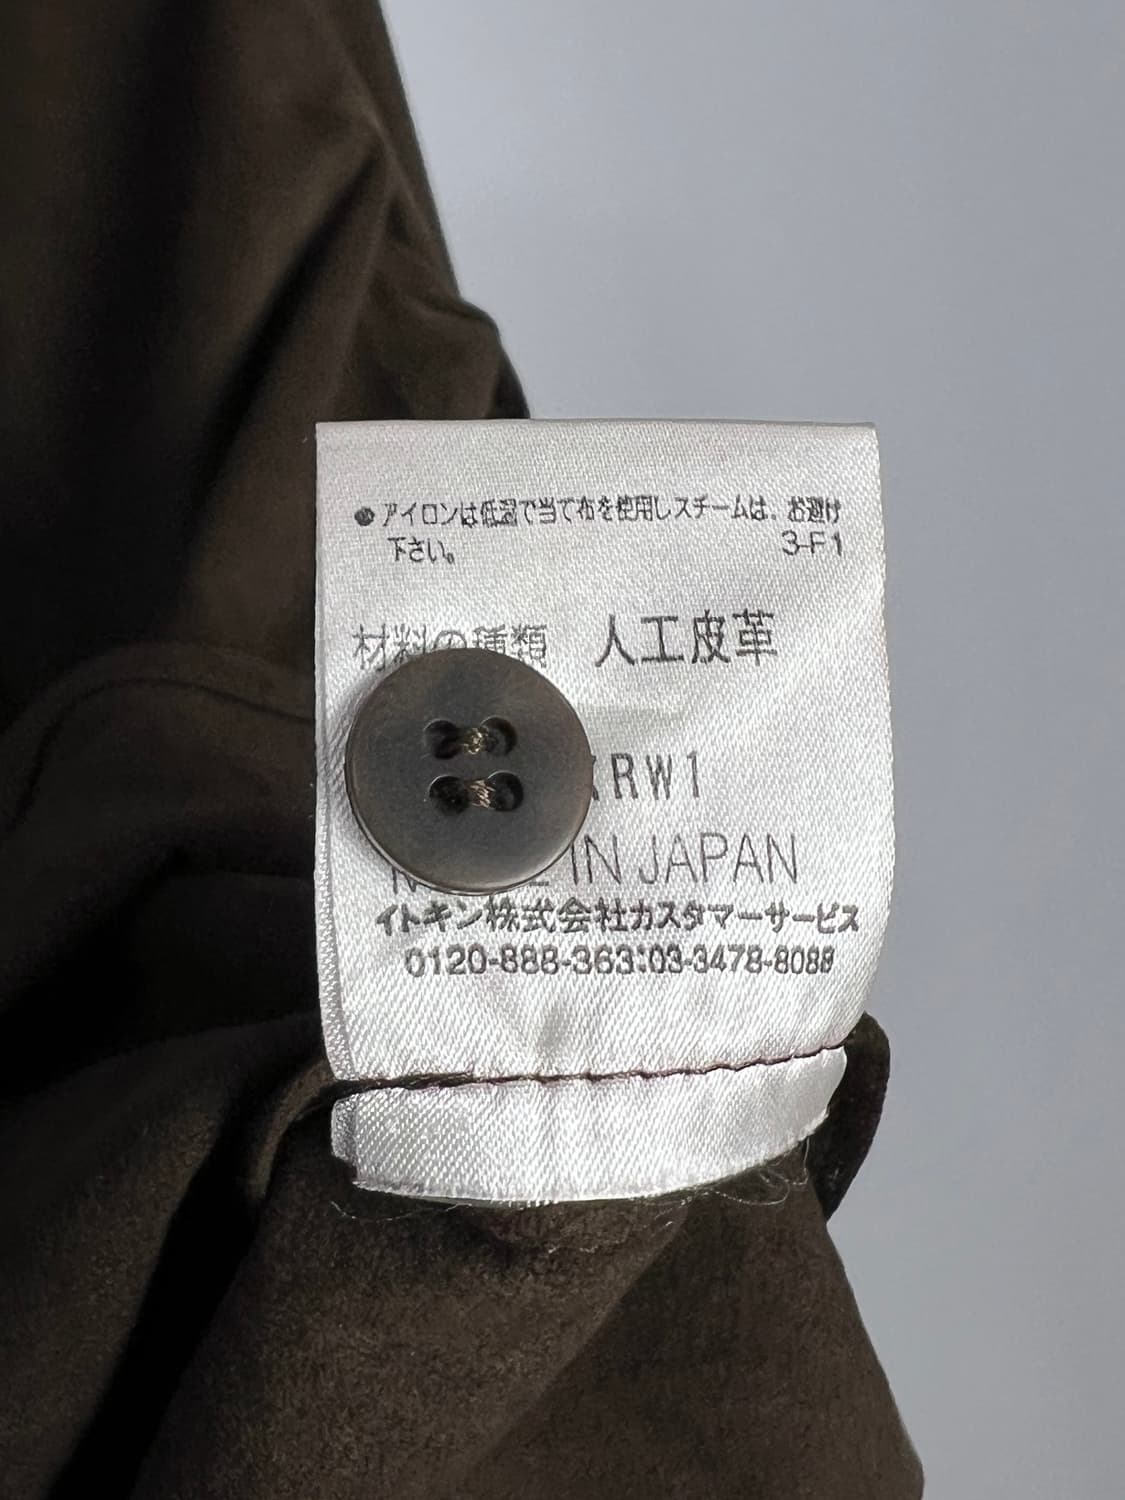 ●アイロンは低温で当て布を使用しスチームは、お避け
下さい。 3-F1
材料の種類 人工皮革
RW1
IN JAPAN
イトキン株式会社カスタマーサービス
0120-888-363:03-3478-8088